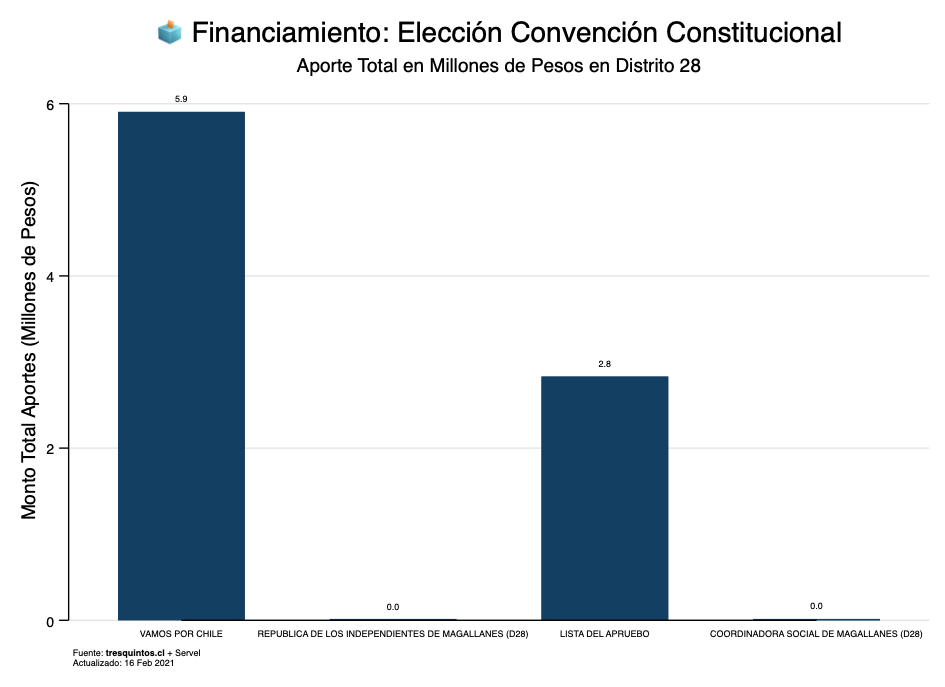 Financiamiento: Elección Convención Constitucional
Aporte Total en Millones de Pesos en Distrito 28
Monto Total Aportes (Millones de Pesos)
6
4
2
0
5.9
0.0
2.8
0.0
VAMOS POR CHILE
REPUBLICA DE LOS INDEPENDIENTES DE MAGALLANES (D28)
LISTA DEL APRUEBO
COORDINADORA SOCIAL DE MAGALLANES (D28)
Fuente: tresquintos.cl + Servel
Actualizado: 16 Feb 2021